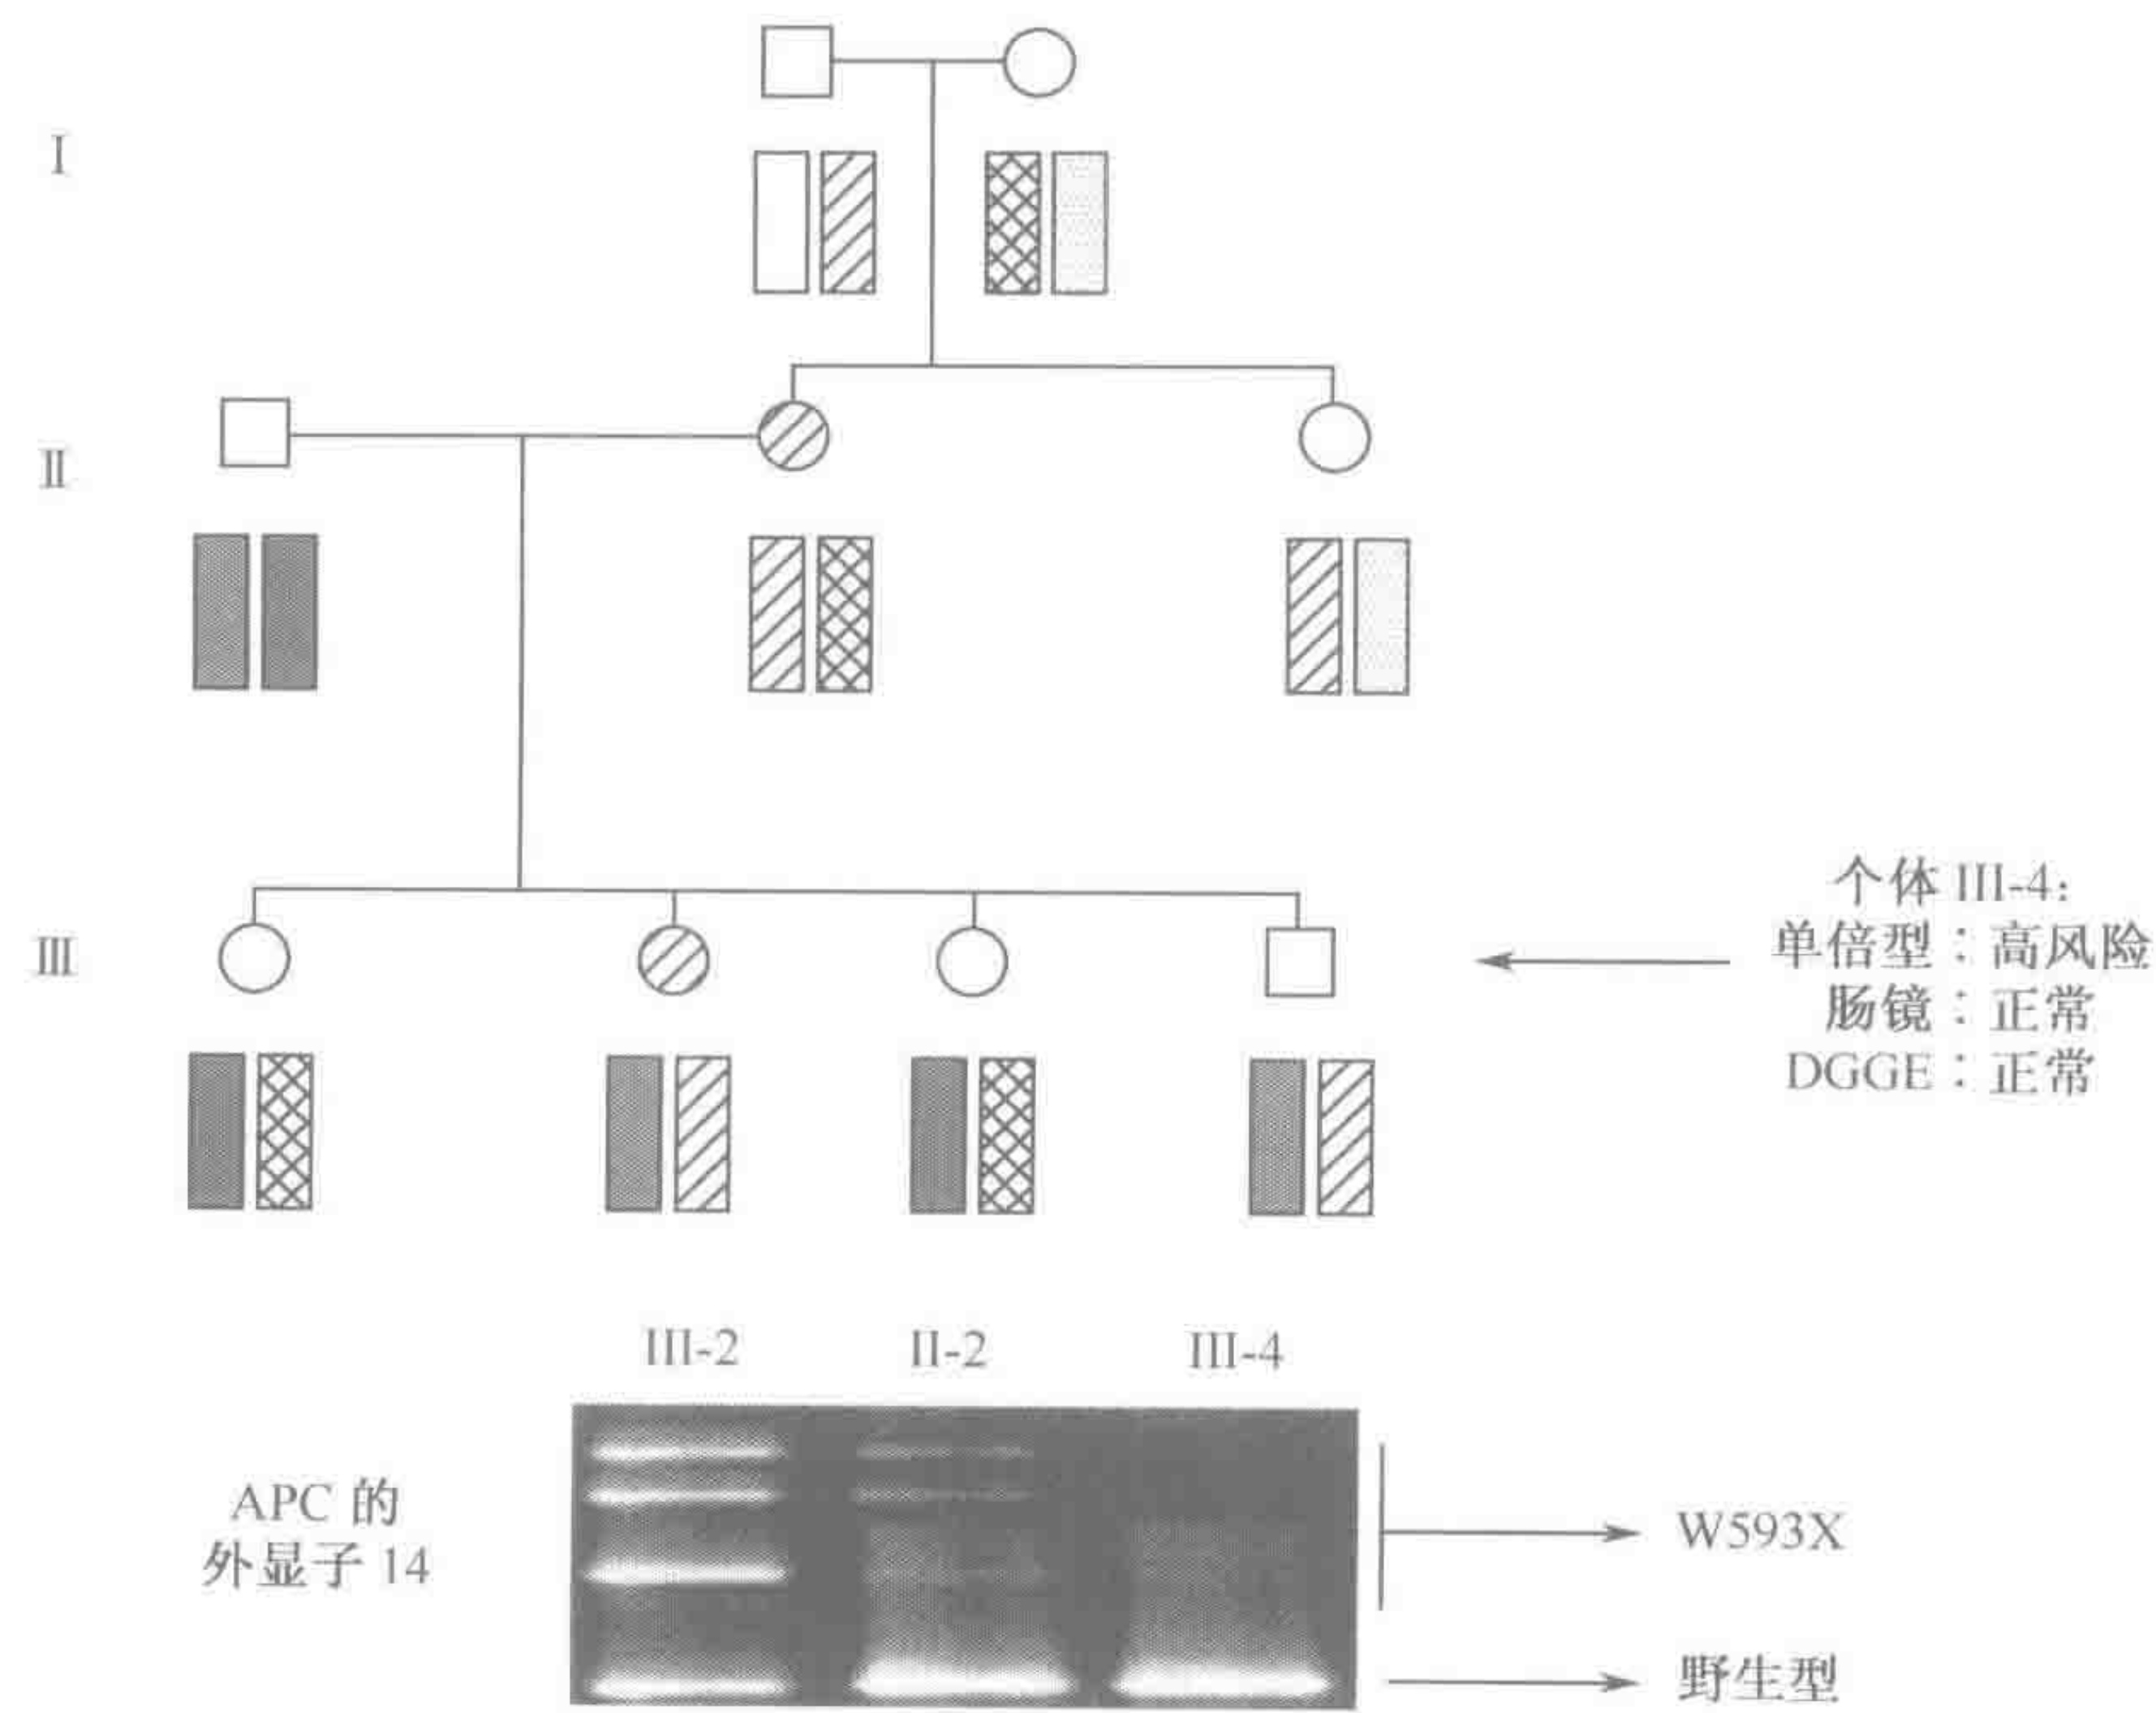 I
II
III
个体 III-4:
单倍型：高风险
肠镜：正常
DGGE：正常
III-2
II-2
III-4
APC 的
外显子 14
W593X
野生型